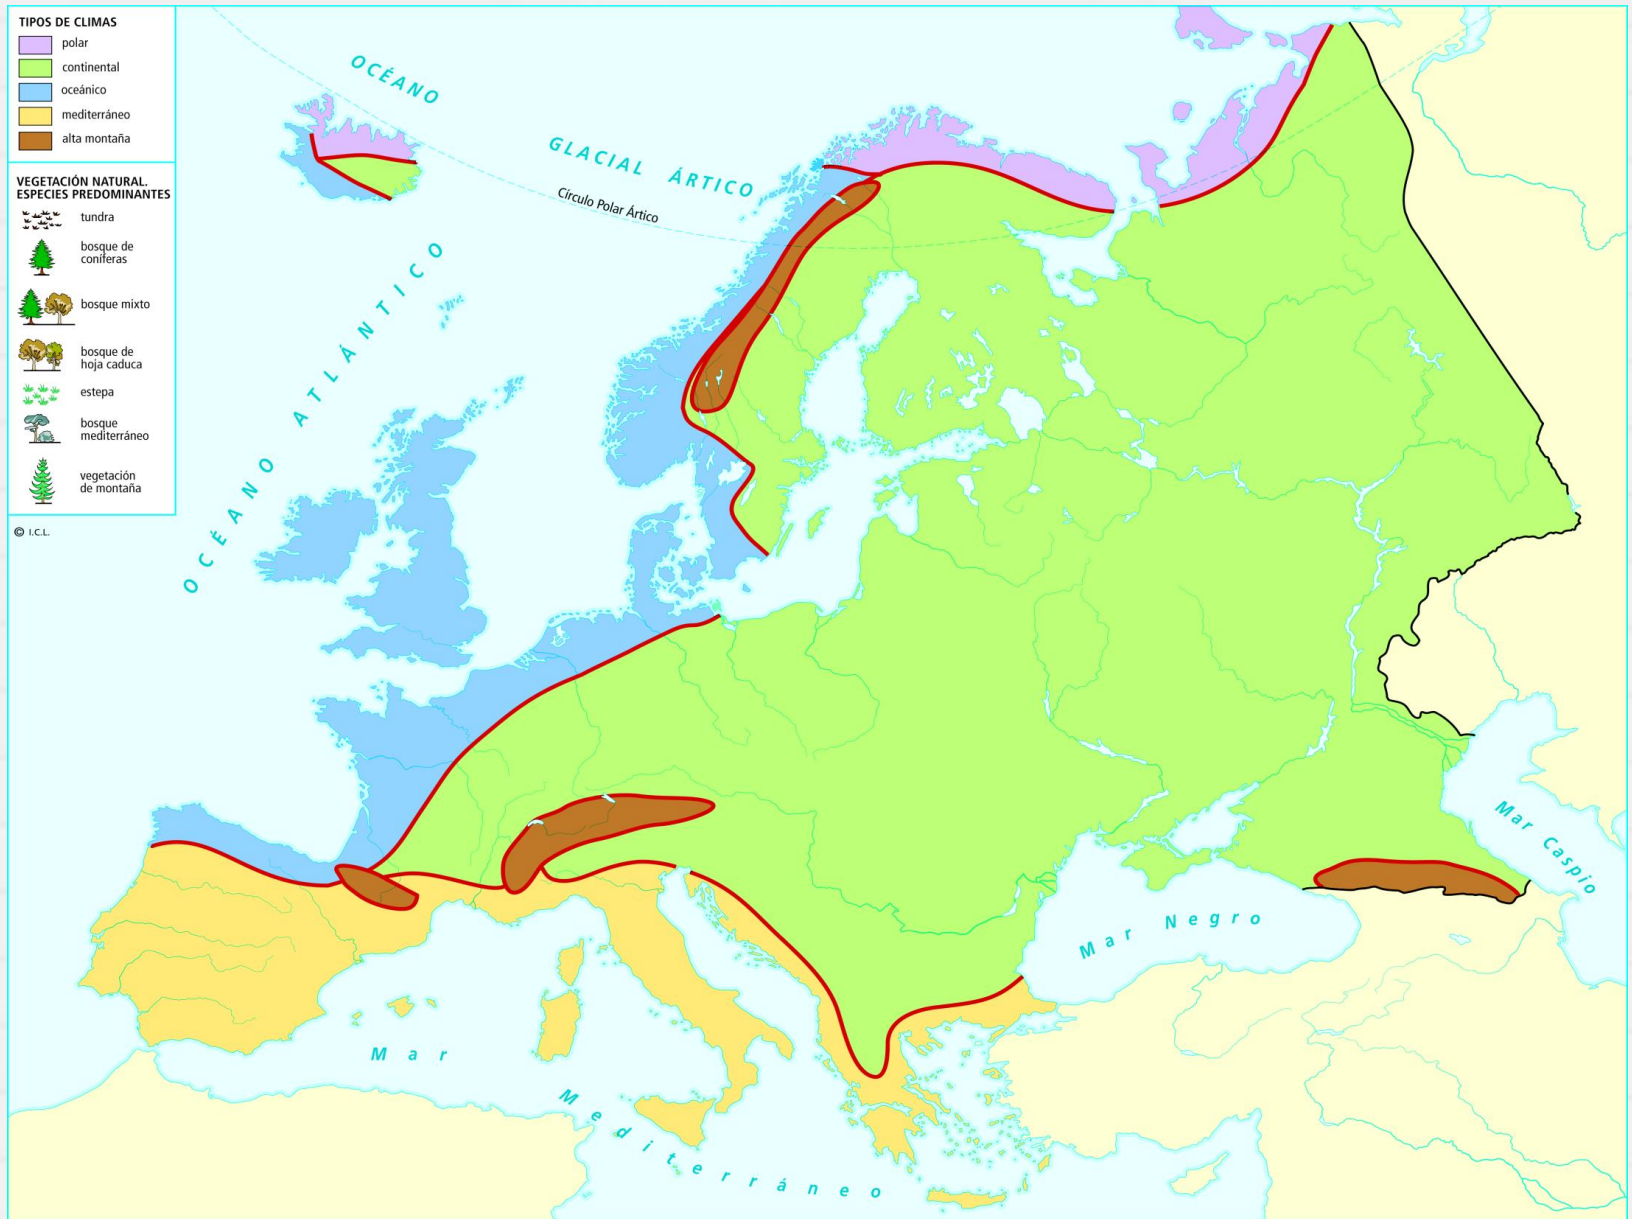 TIPOS DE CLIMAS
polar
continental
oceánico
mediterráneo
alta montaña
VEGETACIÓN NATURAL.
ESPECIES PREDOMINANTES
tundra
bosque de
coníferas
bosque mixto
bosque de
hoja caduca
estepa
bosque
mediterráneo
vegetación
de montaña
© I.C.L.
OCÉANO
GLACIAL ÁRTICO
Círculo Polar Ártico
OCÉANO ATLÁNTICO
Mar Caspio
Mar Negro
Mar
Mediterráneo